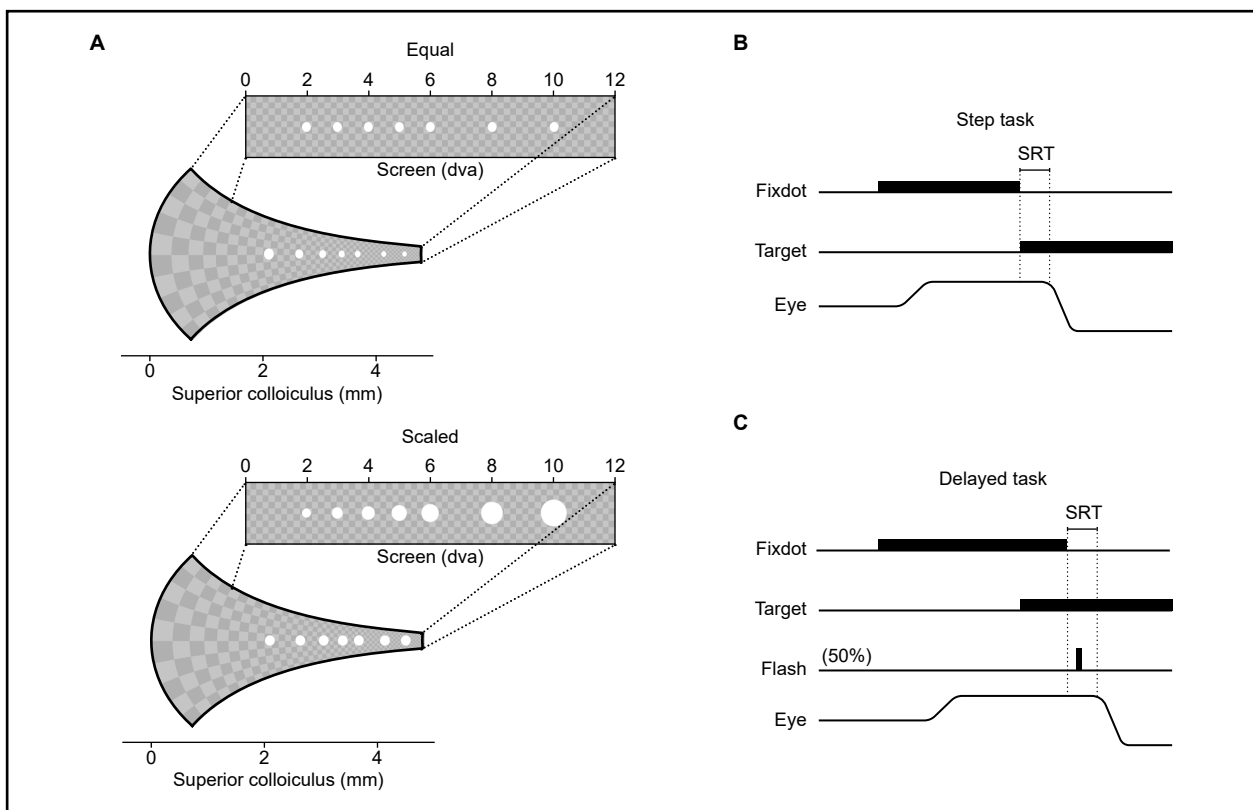 A
Equal
0 2 4 6 8 10 12
Screen (dva)
0 2 4
Superior colloiculus (mm)
Scaled
0 2 4 6 8 10 12
Screen (dva)
0 2 4
Superior colloiculus (mm)
B
Step task
SRT
Fixdot
Target
Eye
C
Delayed task
SRT
Fixdot
Target
Flash (50%)
Eye